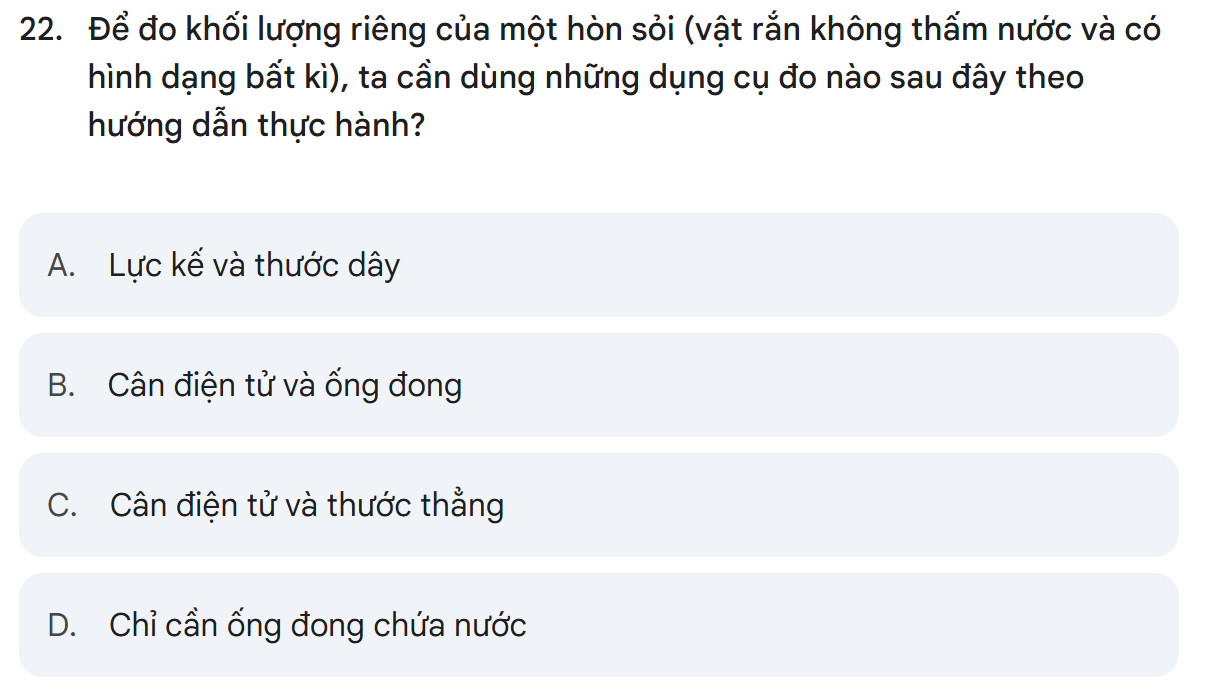 22. Để đo khối lượng riêng của một hòn sỏi (vật rắn không thấm nước và có
hình dạng bất kì), ta cần dùng những dụng cụ đo nào sau đây theo
hướng dẫn thực hành?
A. Lực kế và thước dây
B. Cân điện tử và ống đong
C. Cân điện tử và thước thẳng
D. Chỉ cần ống đong chứa nước